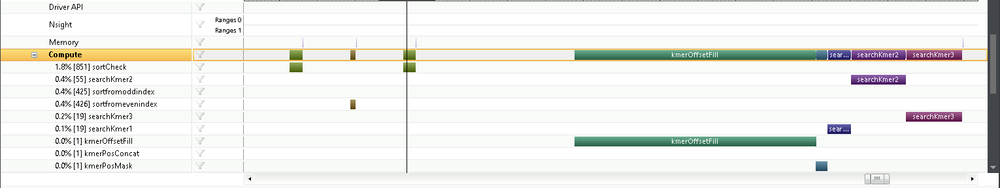 Driver API
Nsight
Ranges 0
Ranges 1
Memory
Compute kmerOffsetFill sear... searchKmer2 searchKmer3
1.8% [851] sortCheck
0.4% [55] searchKmer2 searchKmer2
0.4% [425] sortfromoddindex
0.4% [426] sortfromevenindex
0.2% [19] searchKmer3 searchKmer3
0.1% [19] searchKmer1 sear...
0.0% [1] kmerOffsetFill kmerOffsetFill
0.0% [1] kmerPosConcat
0.0% [1] kmerPosMask